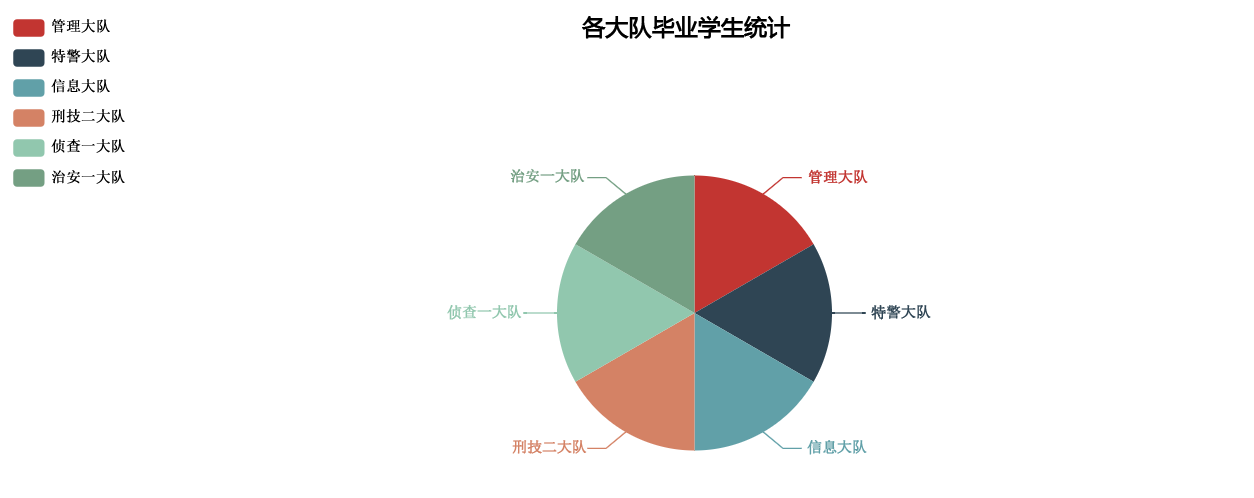 各大队毕业学生统计
管理大队
特警大队
信息大队
刑技二大队
侦查一大队
治安一大队
治安一大队
管理大队
侦查一大队
特警大队
刑技二大队
信息大队